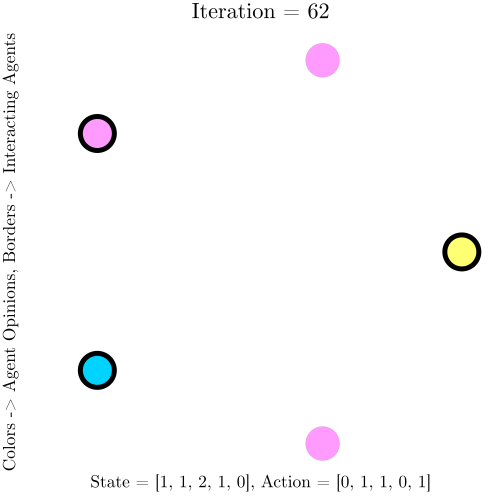 Iteration = 62
Colors -> Agent Opinions, Borders -> Interacting Agents
State = [1, 1, 2, 1, 0], Action = [0, 1, 1, 0, 1]